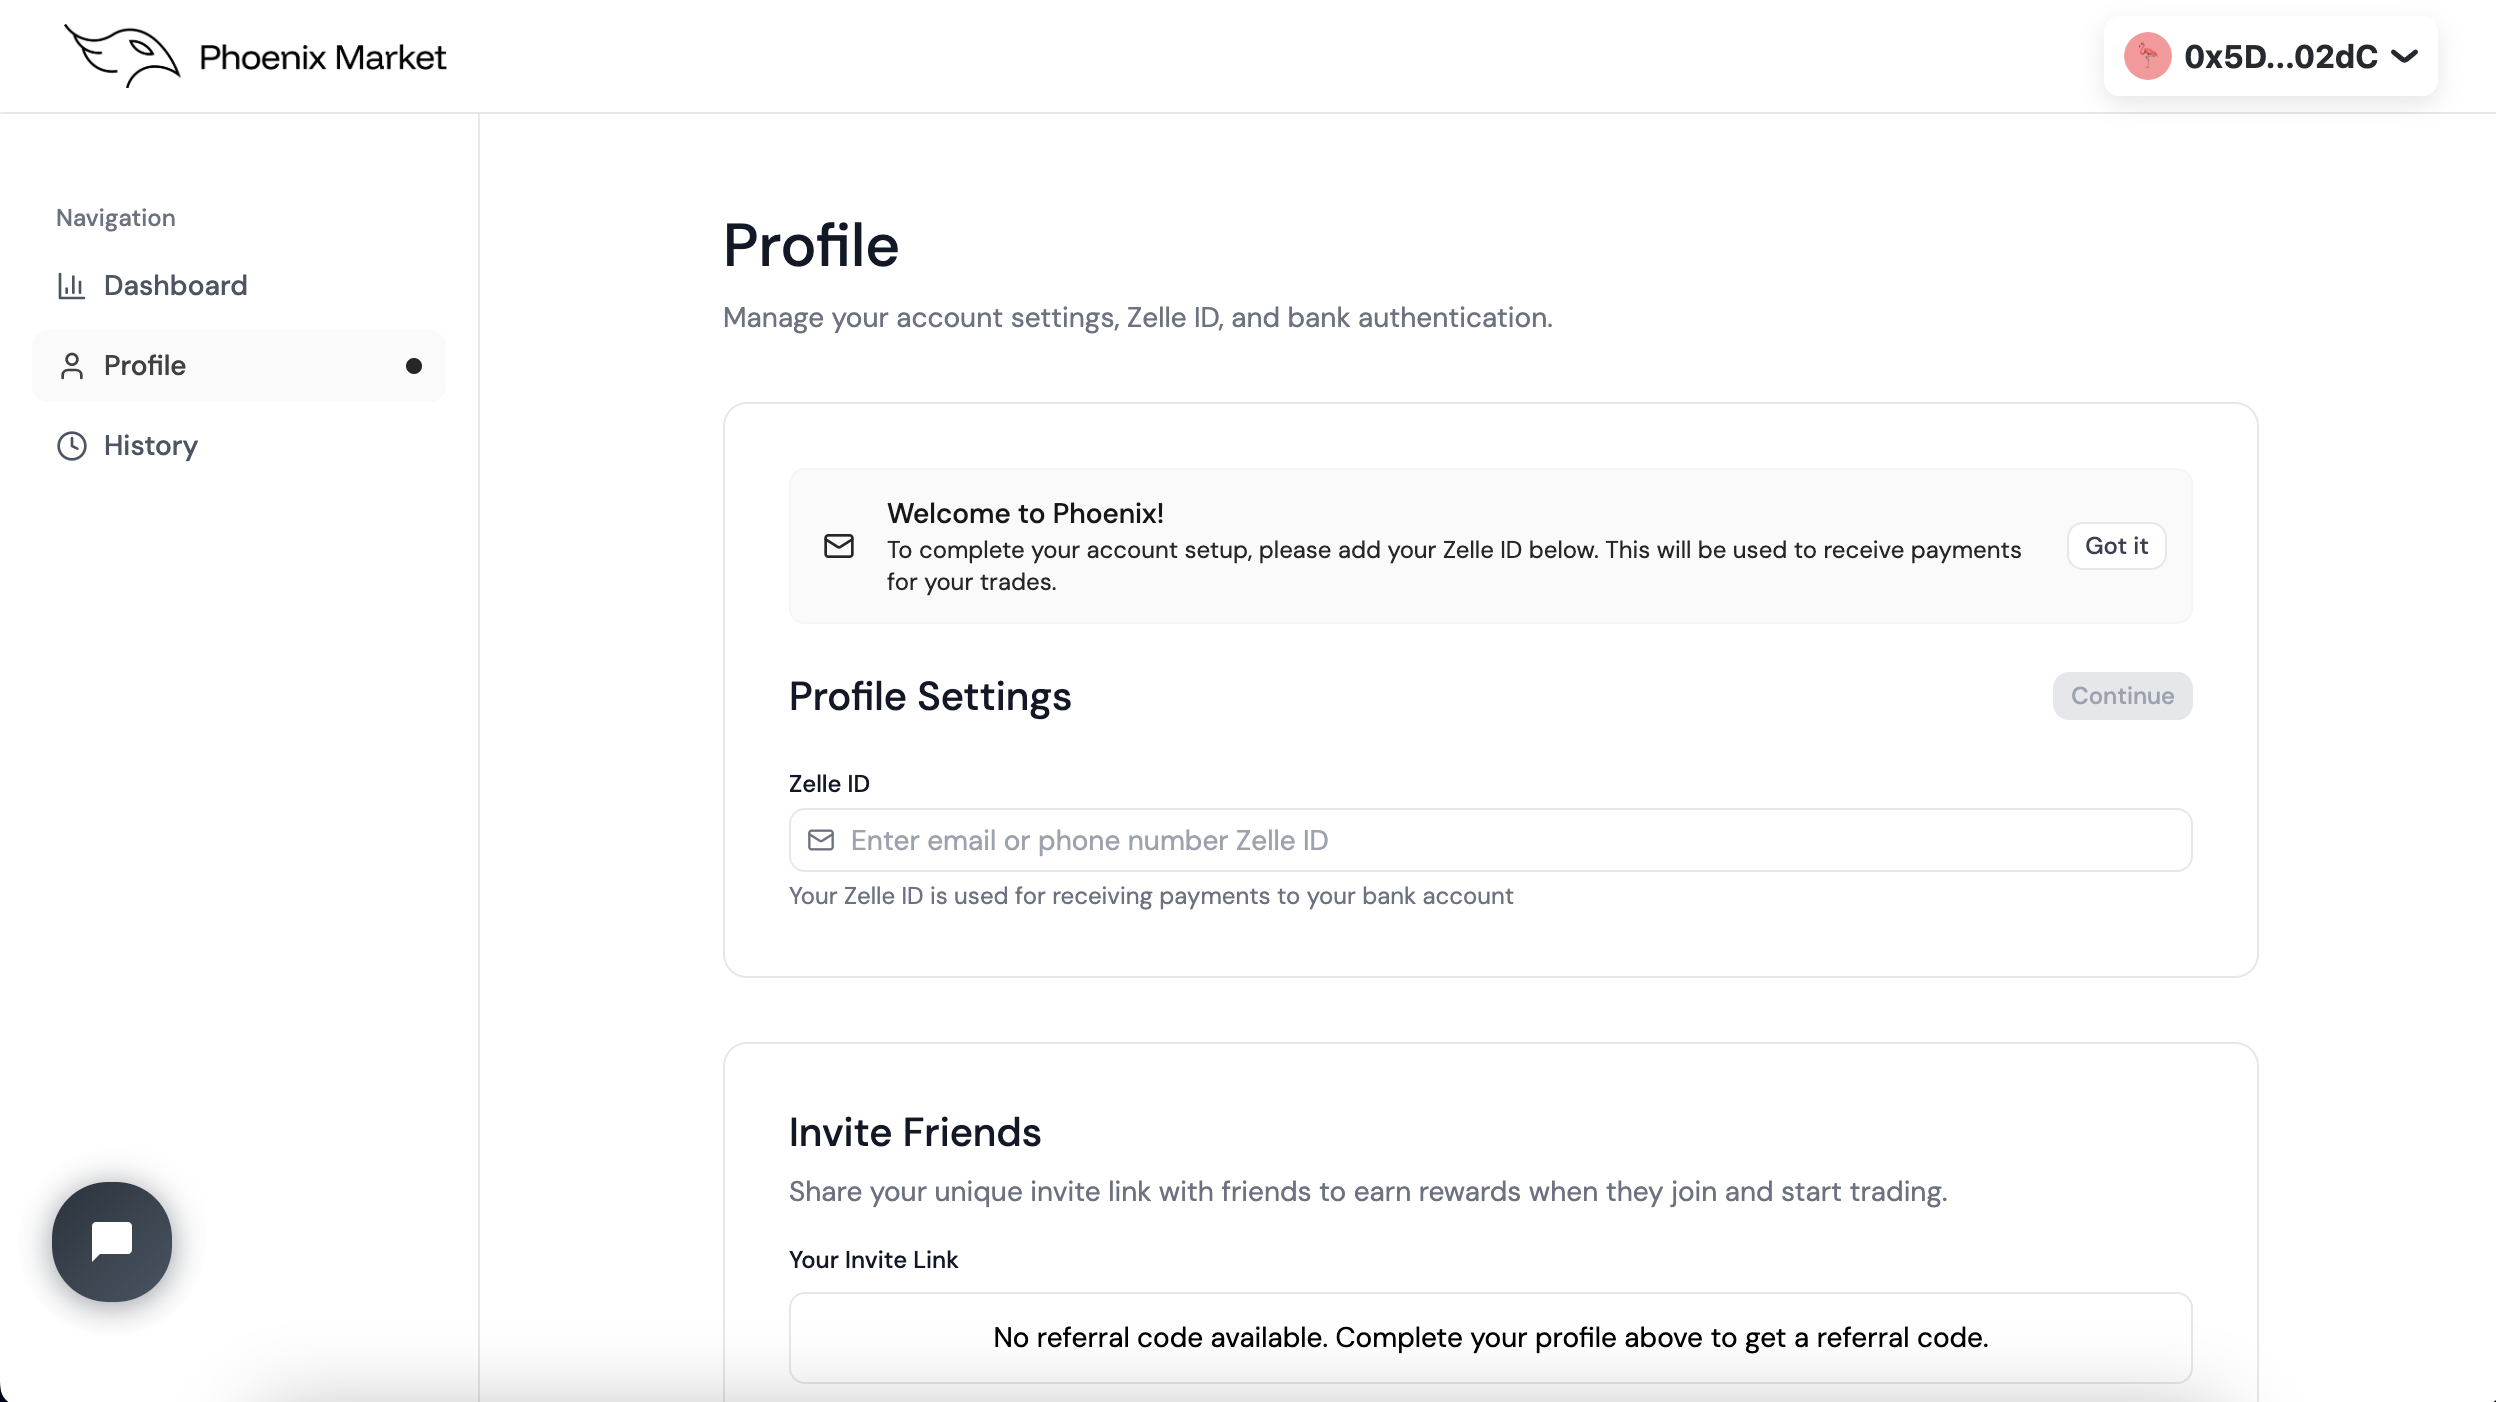 Phoenix Market
0x5D...02dC
Navigation
Dashboard
Profile
History
Profile
Manage your account settings, Zelle ID, and bank authentication.
Welcome to Phoenix!
To complete your account setup, please add your Zelle ID below. This will be used to receive payments
for your trades.
Got it
Profile Settings
Continue
Zelle ID
Enter email or phone number Zelle ID
Your Zelle ID is used for receiving payments to your bank account
Invite Friends
Share your unique invite link with friends to earn rewards when they join and start trading.
Your Invite Link
No referral code available. Complete your profile above to get a referral code.